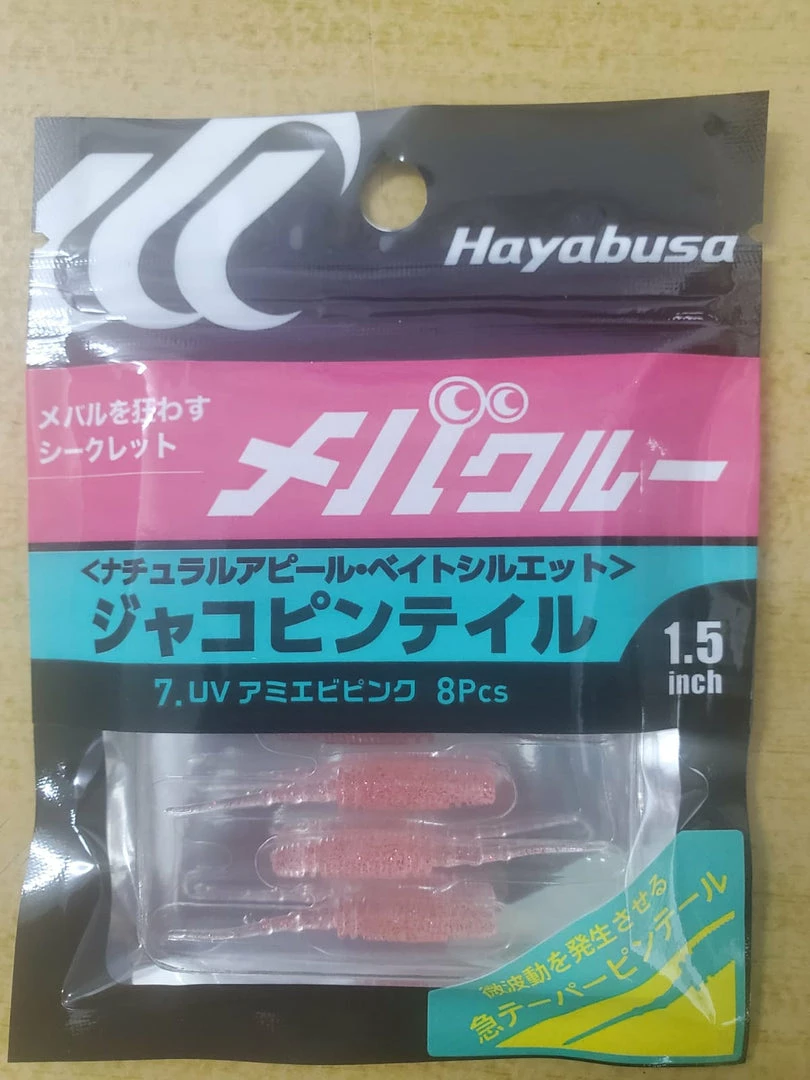 Hayabusa
メバルを狂わす
シークレット
メバクルー
<ナチュラルアピール・ベイトシルエット>
ジャコピンテイル
1.5
inch
7. UV アミエビピンク 8Pcs
微波動を発生させる
急テーパーピンテール